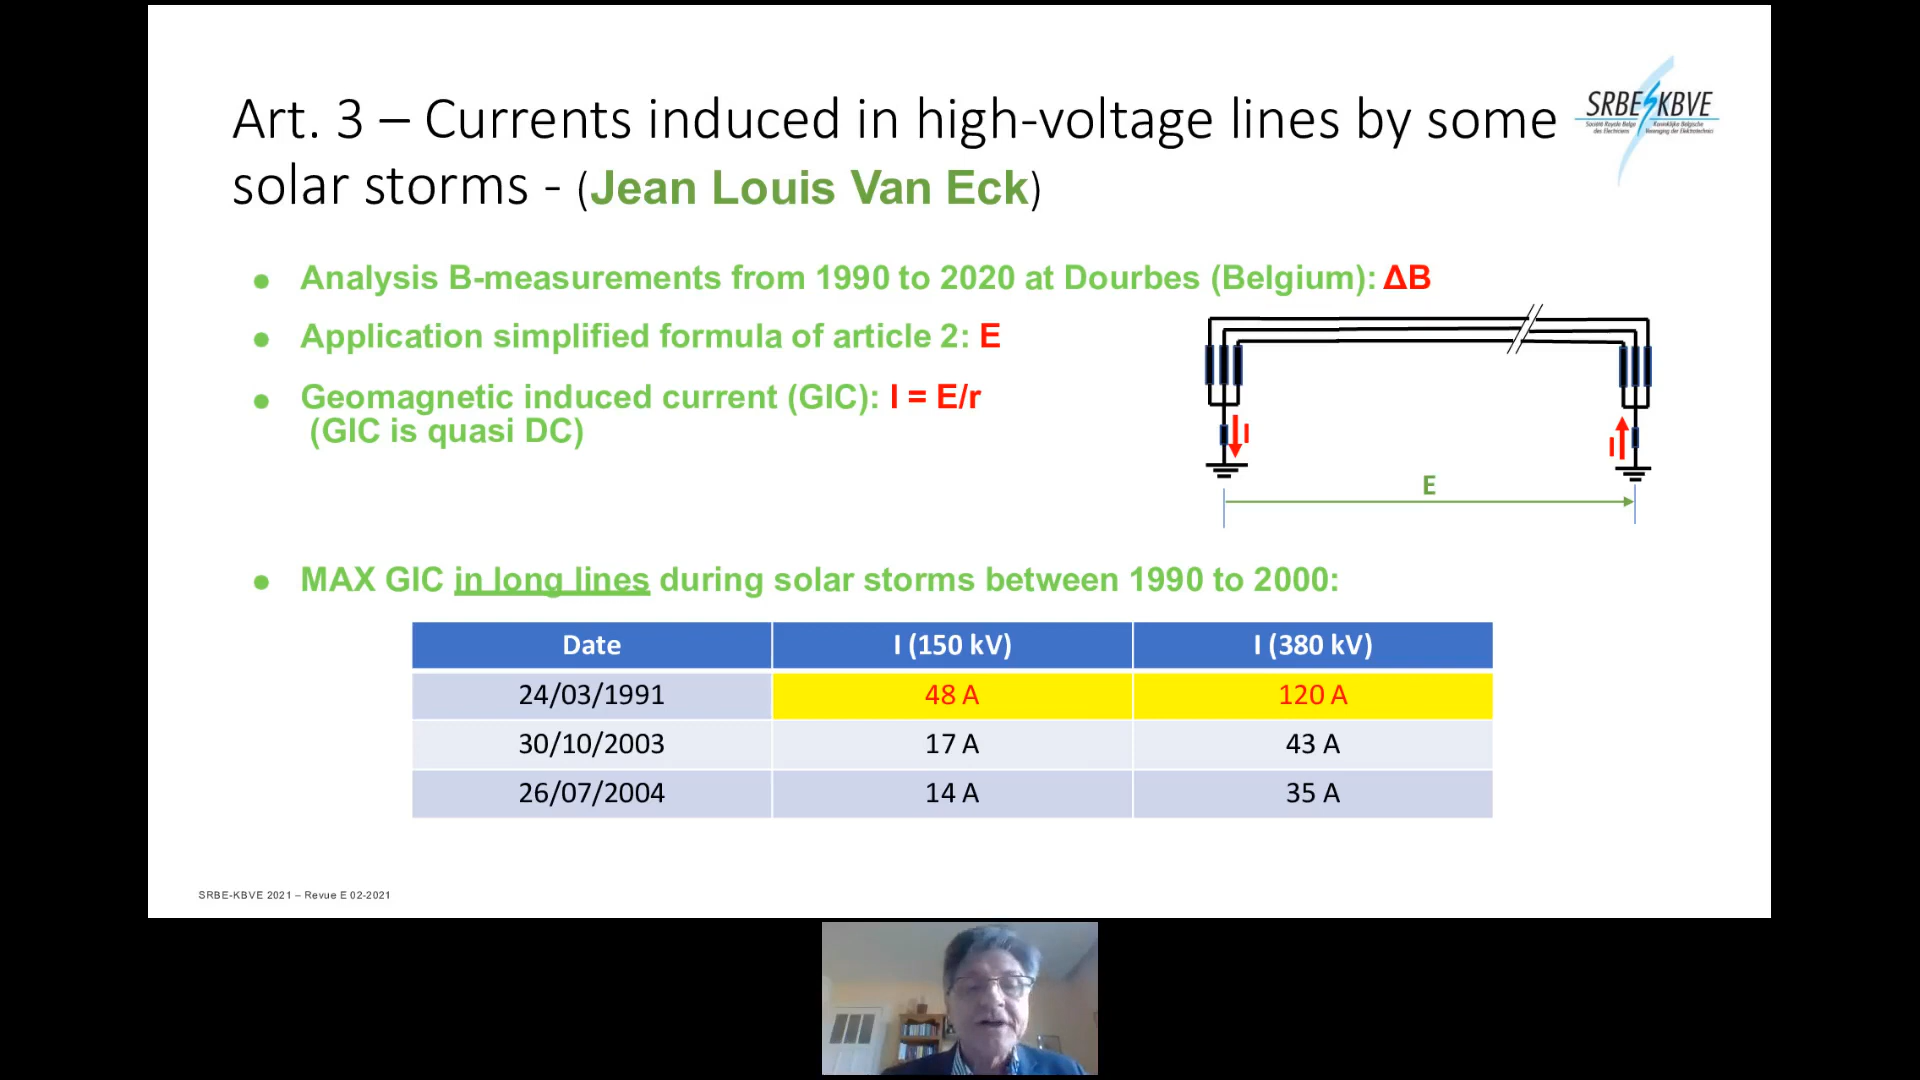 Art. 3 – Currents induced in high-voltage lines by some
solar storms - (Jean Louis Van Eck)
SRBE KBVE
Société Royale Belge
des Electriciens
Koninklijke Belgische
Vereniging der Elektrotechnici
● Analysis B-measurements from 1990 to 2020 at Dourbes (Belgium): ΔB
● Application simplified formula of article 2: E
● Geomagnetic induced current (GIC): I = E/r
(GIC is quasi DC)
I
I
E
● MAX GIC in long lines during solar storms between 1990 to 2000:
Date I (150 kV) I (380 kV)
24/03/1991 48 A 120 A
30/10/2003 17 A 43 A
26/07/2004 14 A 35 A
SRBE-KBVE 2021 – Revue E 02-2021